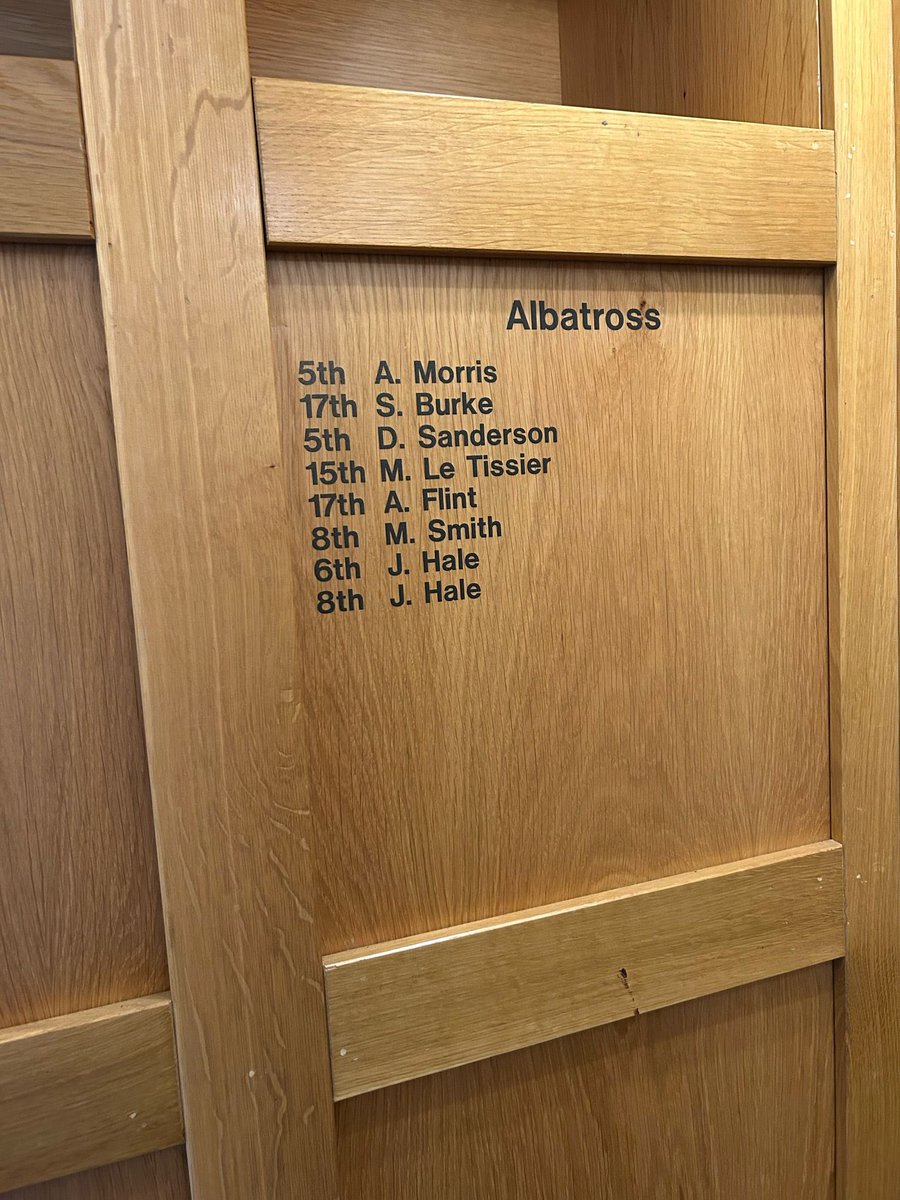 Albatross
5th A. Morris
17th S. Burke
5th D. Sanderson
15th M. Le Tissier
17th A. Flint
8th M. Smith
6th J. Hale
8th J. Hale